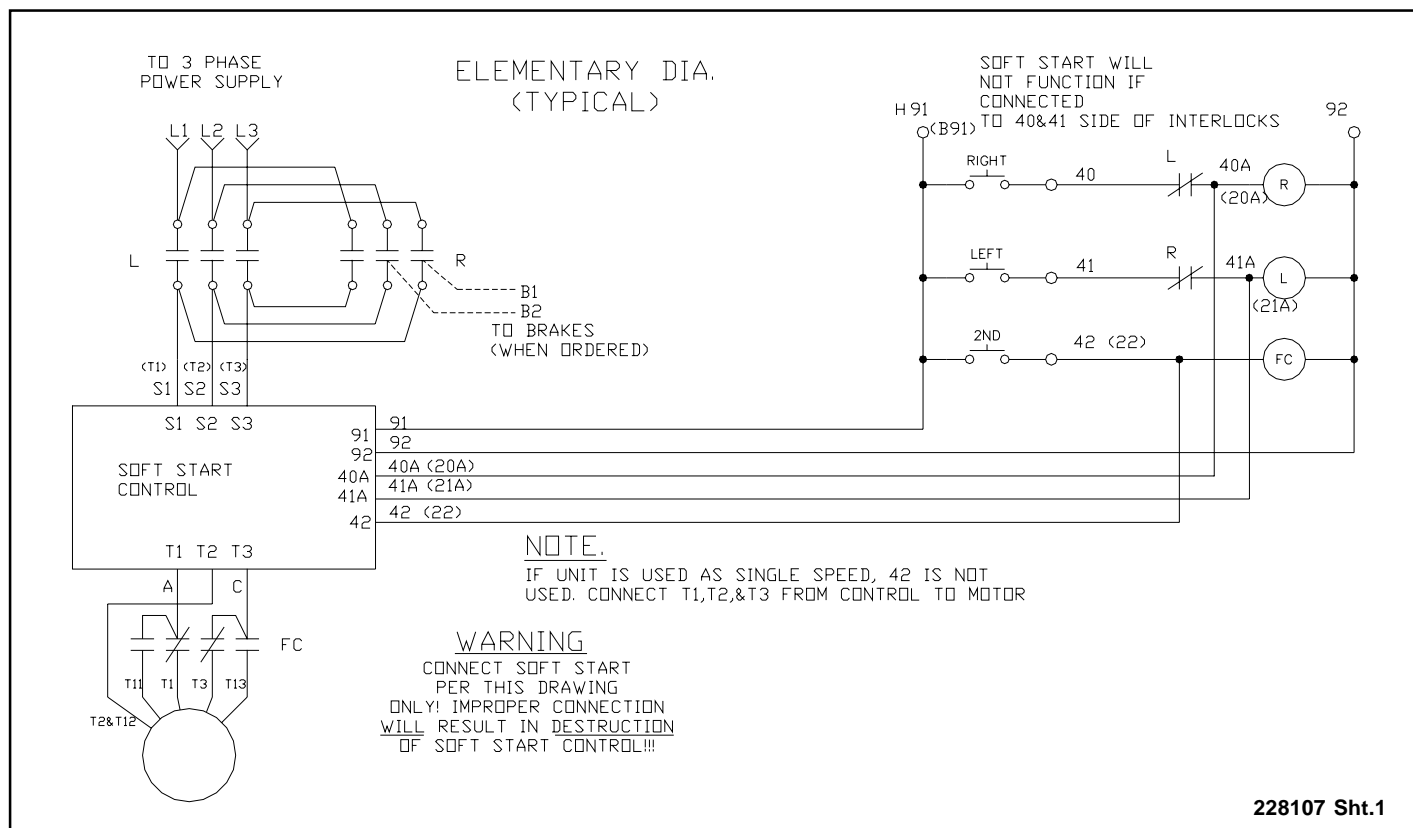 TO 3 PHASE
POWER SUPPLY
ELEMENTARY DIA.
(TYPICAL)
SOFT START WILL
NOT FUNCTION IF
CONNECTED
TO 40&41 SIDE OF INTERLOCKS
H 91
(B91)
92
L1 L2 L3
RIGHT
40
L
40A
(20A)
R
L
R
LEFT
41
R
41A
(21A)
L
B1
B2
TO BRAKES
(WHEN ORDERED)
2ND
42 (22)
FC
(T1) (T2) (T3)
S1 S2 S3
S1 S2 S3
SOFT START
CONTROL
91
92
40A
41A
42
91
92
40A (20A)
41A (21A)
42 (22)
T1 T2 T3
A C
FC
T11 T1 T3 T13
T2&T12
NOTE.
IF UNIT IS USED AS SINGLE SPEED, 42 IS NOT
USED. CONNECT T1,T2,&T3 FROM CONTROL TO MOTOR
WARNING
CONNECT SOFT START
PER THIS DRAWING
ONLY! IMPROPER CONNECTION
WILL RESULT IN DESTRUCTION
OF SOFT START CONTROL!!!
228107 Sht.1